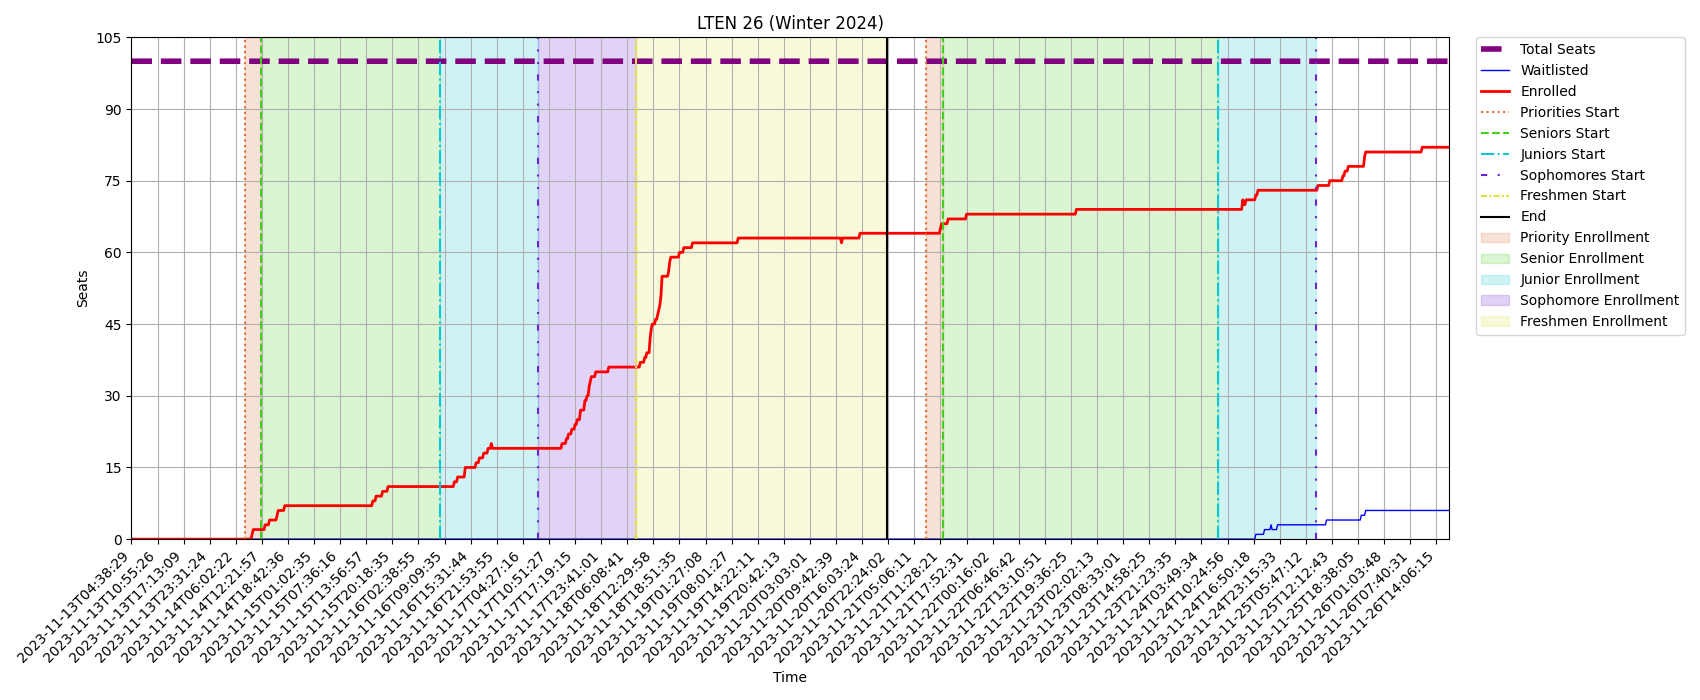 LTEN 26 (Winter 2024)
105
90
75
60
45
30
15
0
Seats
2023-11-13T04:38:29
2023-11-13T10:55:26
2023-11-13T17:13:09
2023-11-13T23:31:24
2023-11-14T06:02:22
2023-11-14T12:21:57
2023-11-14T18:42:36
2023-11-15T01:02:35
2023-11-15T07:36:16
2023-11-15T13:56:57
2023-11-15T20:18:35
2023-11-16T02:38:55
2023-11-16T09:09:35
2023-11-16T15:31:44
2023-11-16T21:53:55
2023-11-17T04:27:16
2023-11-17T10:51:27
2023-11-17T17:19:15
2023-11-17T23:41:01
2023-11-18T06:08:41
2023-11-18T12:29:58
2023-11-18T18:51:35
2023-11-19T01:27:08
2023-11-19T08:01:27
2023-11-19T14:22:11
2023-11-19T20:42:13
2023-11-20T03:03:01
2023-11-20T09:42:39
2023-11-20T16:03:24
2023-11-20T22:24:02
2023-11-21T05:06:11
2023-11-21T11:28:21
2023-11-21T17:52:31
2023-11-22T00:16:02
2023-11-22T06:46:42
2023-11-22T13:10:51
2023-11-22T19:36:25
2023-11-23T02:02:13
2023-11-23T08:33:01
2023-11-23T14:58:25
2023-11-23T21:23:35
2023-11-24T03:49:34
2023-11-24T10:24:56
2023-11-24T16:50:18
2023-11-24T23:15:33
2023-11-25T05:47:12
2023-11-25T12:12:43
2023-11-25T18:38:05
2023-11-26T01:03:48
2023-11-26T07:40:31
2023-11-26T14:06:15
Time
Total Seats
Waitlisted
Enrolled
Priorities Start
Seniors Start
Juniors Start
Sophomores Start
Freshmen Start
End
Priority Enrollment
Senior Enrollment
Junior Enrollment
Sophomore Enrollment
Freshmen Enrollment